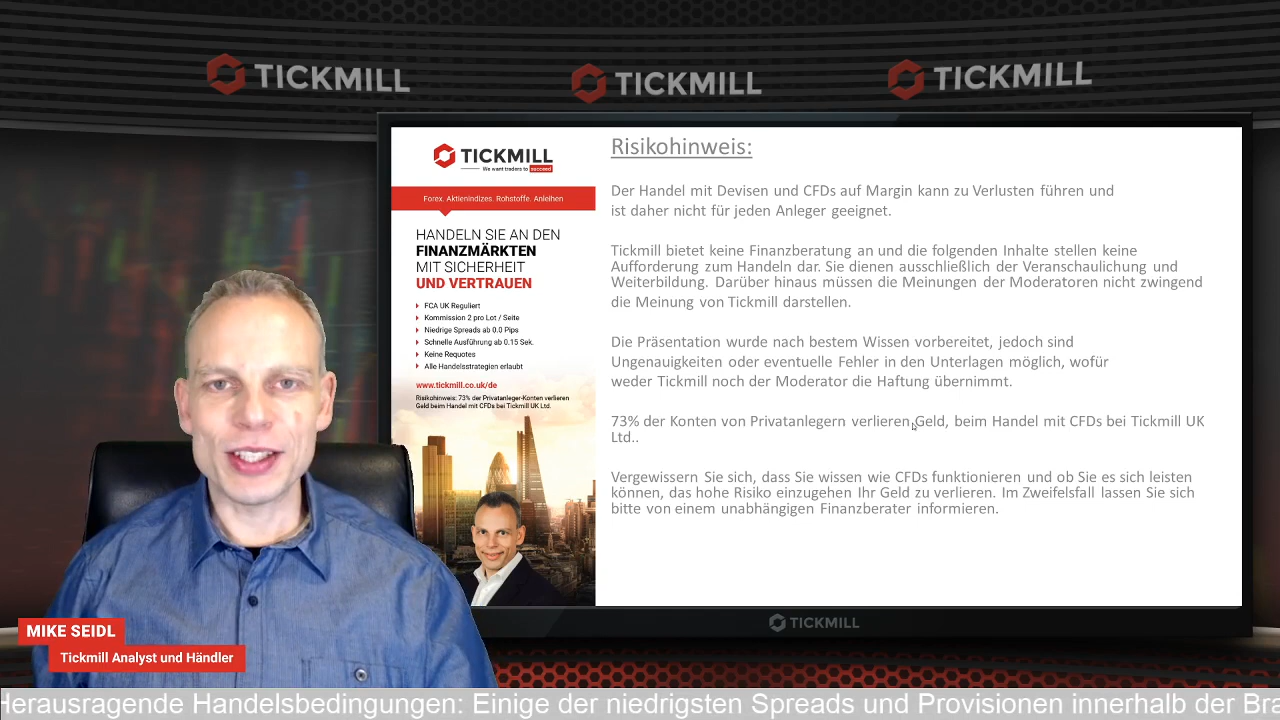 TICKMILL
TICKMILL
TICKMILL
TICKMILL
We want traders to succeed
Forex. Aktienindizes. Rohstoffe. Anleihen
HANDELN SIE AN DEN
FINANZMÄRKTEN
MIT SICHERHEIT
UND VERTRAUEN
FCA UK Reguliert
Kommission 2 pro Lot / Seite
Niedrige Spreads ab 0.0 Pips
Schnelle Ausführung ab 0.15 Sek.
Keine Requotes
Alle Handelsstrategien erlaubt
www.tickmill.co.uk/de
Risikohinweis: 73% der Privatanleger-Konten verlieren
Geld beim Handel mit CFDs bei Tickmill UK Ltd.
Risikohinweis:
Der Handel mit Devisen und CFDs auf Margin kann zu Verlusten führen und
ist daher nicht für jeden Anleger geeignet.
Tickmill bietet keine Finanzberatung an und die folgenden Inhalte stellen keine
Aufforderung zum Handeln dar. Sie dienen ausschließlich der Veranschaulichung und
Weiterbildung. Darüber hinaus müssen die Meinungen der Moderatoren nicht zwingend
die Meinung von Tickmill darstellen.
Die Präsentation wurde nach bestem Wissen vorbereitet, jedoch sind
Ungenauigkeiten oder eventuelle Fehler in den Unterlagen möglich, wofür
weder Tickmill noch der Moderator die Haftung übernimmt.
73% der Konten von Privatanlegern verlieren Geld, beim Handel mit CFDs bei Tickmill UK
Ltd..
Vergewissern Sie sich, dass Sie wissen wie CFDs funktionieren und ob Sie es sich leisten
können, das hohe Risiko einzugehen Ihr Geld zu verlieren. Im Zweifelsfall lassen Sie sich
bitte von einem unabhängigen Finanzberater informieren.
TICKMILL
MIKE SEIDL
Tickmill Analyst und Händler
Herausragende Handelsbedingungen: Einige der niedrigsten Spreads und Provisionen innerhalb der Bra